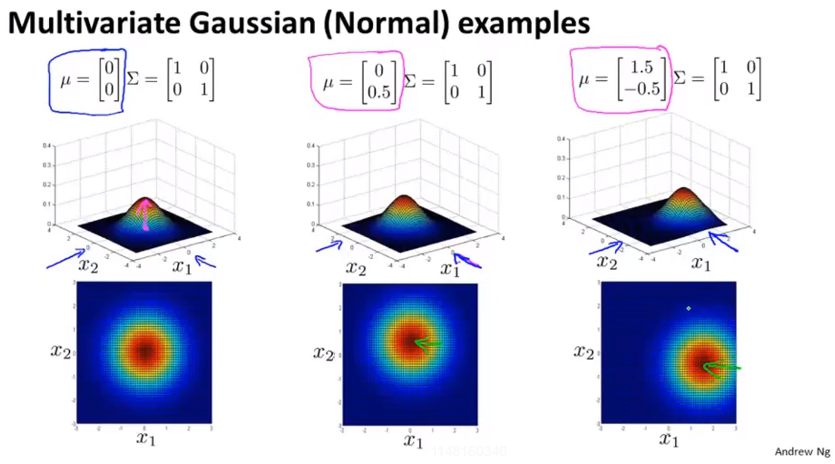 Multivariate Gaussian (Normal) examples
μ = [0 0] Σ = [1 0 0 1]
μ = [0 0.5] Σ = [1 0 0 1]
μ = [1.5 −0.5] Σ = [1 0 0 1]
x₂ x₁
x₂ x₁
x₂ x₁
x₂
x₁
x₂
x₁
x₂
x₁
Andrew Ng